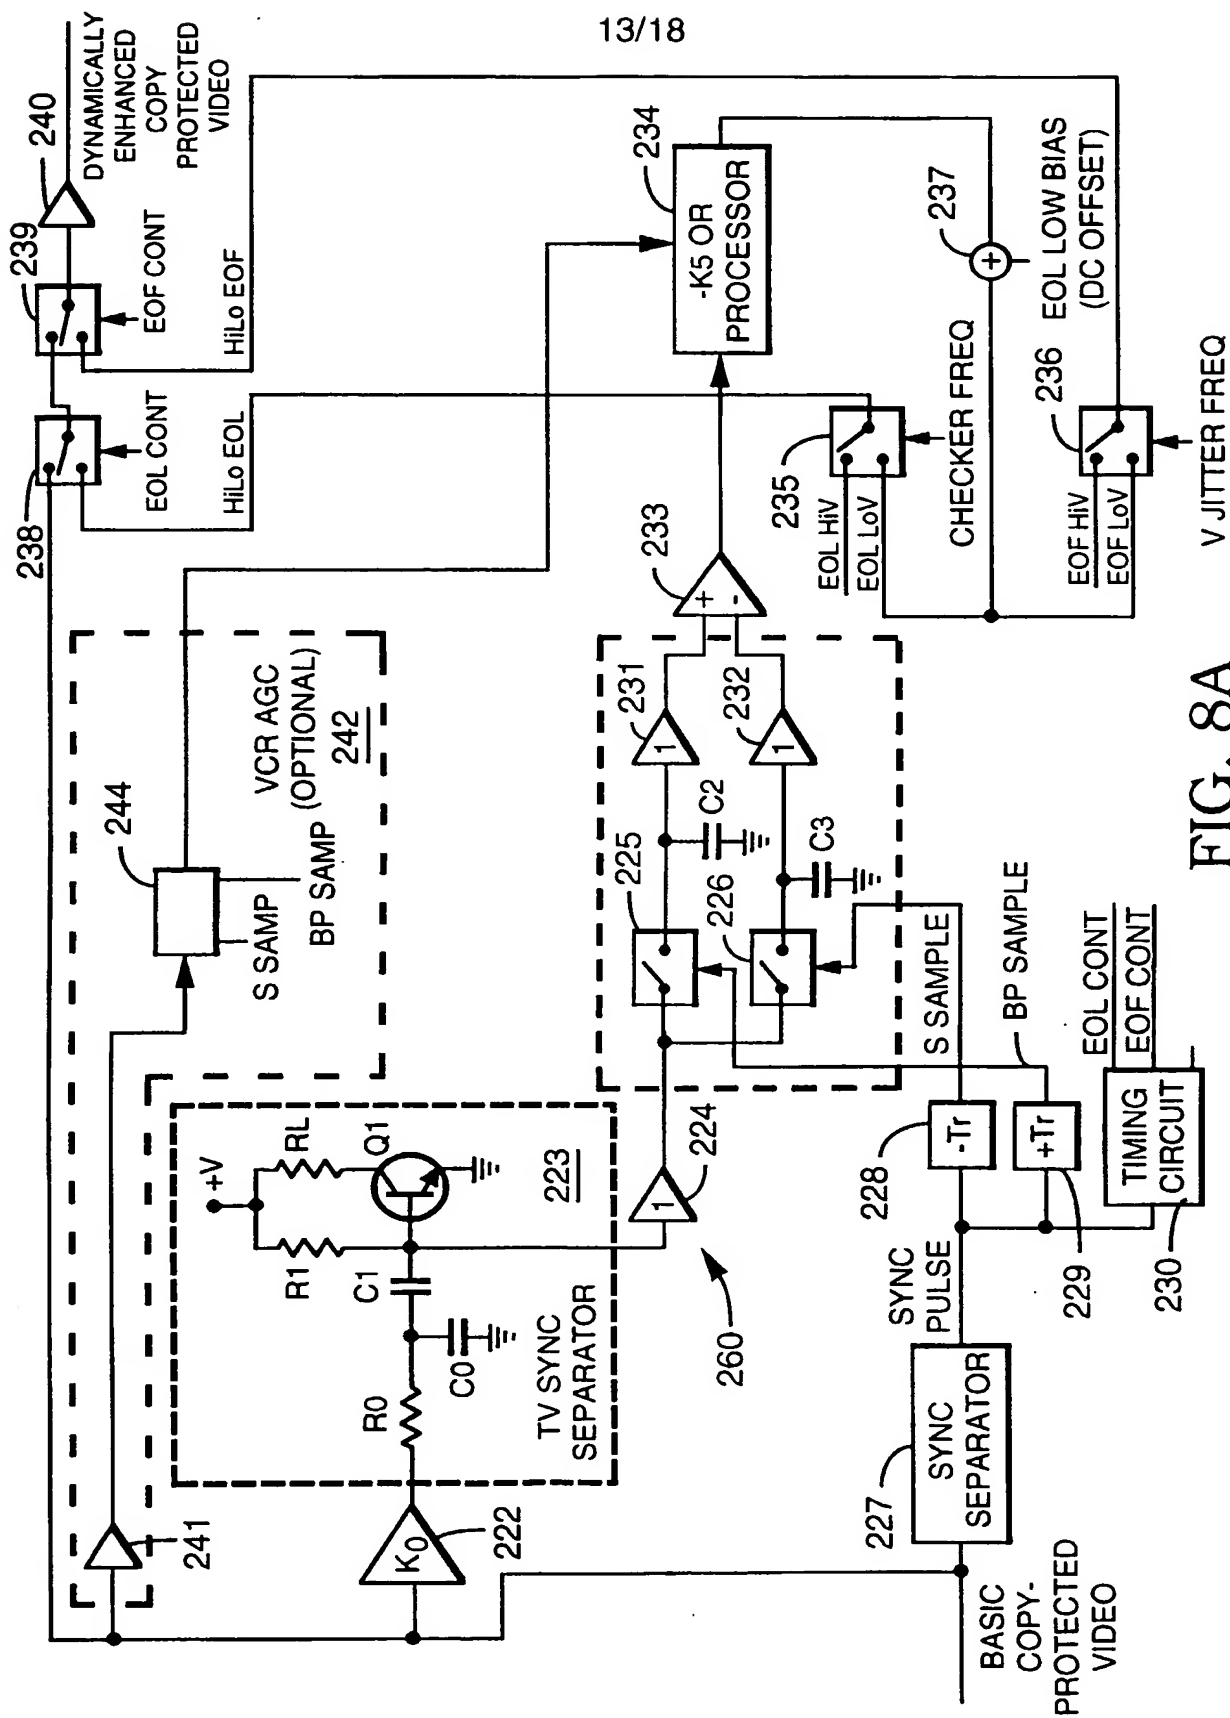 13/18
DYNAMICALLY
ENHANCED
COPY
PROTECTED
VIDEO
240
239
EOF CONT
HiLo EOF
238
EOL CONT
HiLo EOL
234
-K5 OR
PROCESSOR
237
+
EOL LOW BIAS
(DC OFFSET)
CHECKER FREQ
235
EOL HiV
EOL LoV
236
EOF HiV
EOF LoV
V JITTER FREQ
VCR AGC
(OPTIONAL)
242
244
S SAMP
BP SAMP
233
+
-
231
1
232
1
C2
C3
225
226
S SAMPLE
BP SAMPLE
EOL CONT
EOF CONT
+V
RL
Q1
R1
C1
223
C0
R0
TV SYNC
SEPARATOR
224
1
260
228
-Tr
+Tr
229
TIMING
CIRCUIT
230
SYNC
PULSE
241
K0
222
227
SYNC
SEPARATOR
BASIC
COPY-
PROTECTED
VIDEO
FIG. 8A